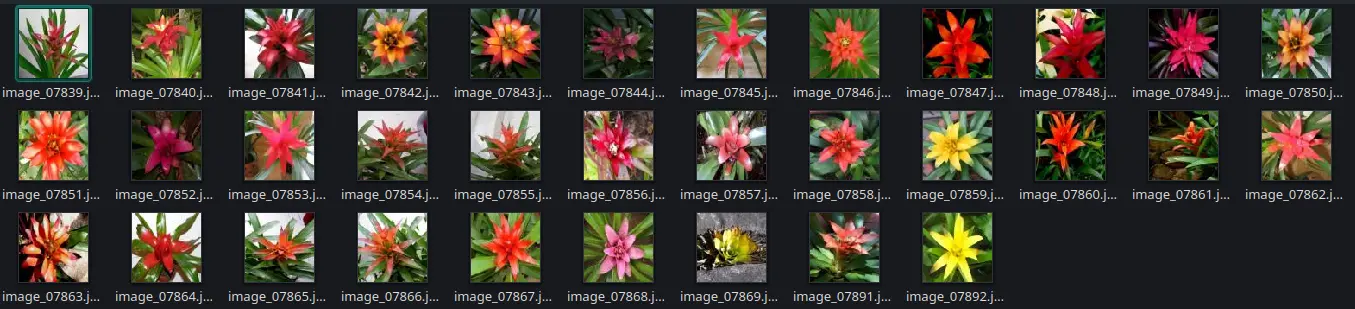 image_07839.j... image_07840.j... image_07841.j... image_07842.j... image_07843.j... image_07844.j... image_07845.j... image_07846.j... image_07847.j... image_07848.j... image_07849.j... image_07850.j...
image_07851.j... image_07852.j... image_07853.j... image_07854.j... image_07855.j... image_07856.j... image_07857.j... image_07858.j... image_07859.j... image_07860.j... image_07861.j... image_07862.j...
image_07863.j... image_07864.j... image_07865.j... image_07866.j... image_07867.j... image_07868.j... image_07869.j... image_07891.j... image_07892.j...